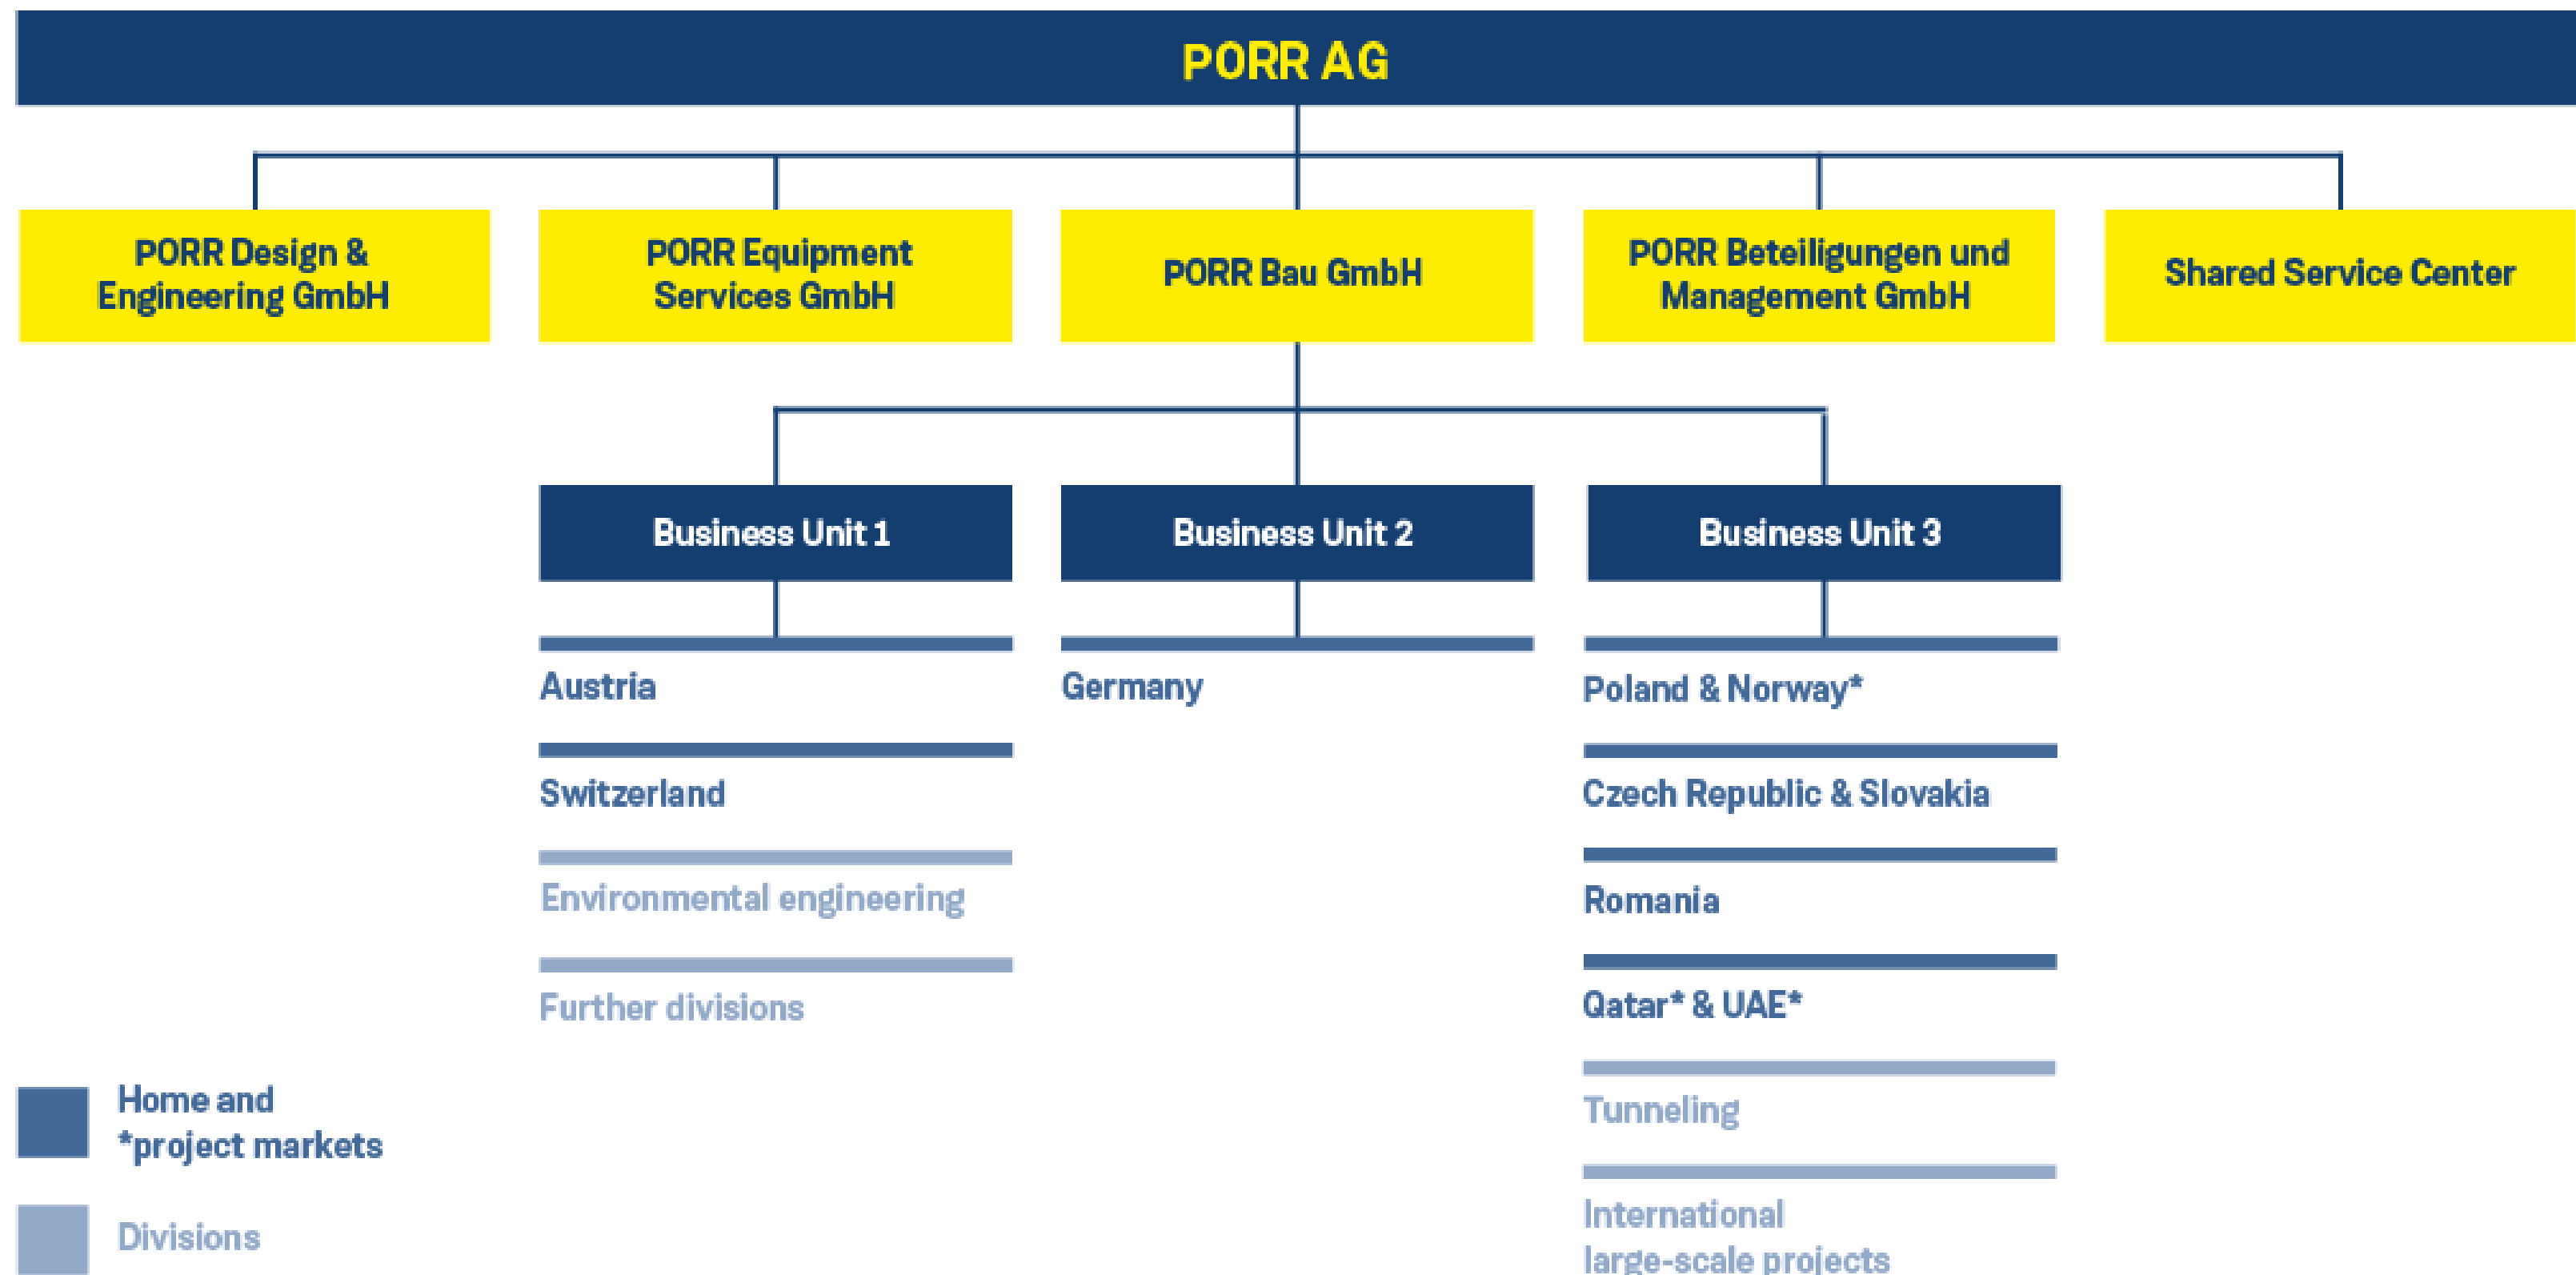 PORR AG
PORR Design &
Engineering GmbH
PORR Equipment
Services GmbH
PORR Bau GmbH
PORR Beteiligungen und
Management GmbH
Shared Service Center
Business Unit 1
Business Unit 2
Business Unit 3
Austria
Switzerland
Environmental engineering
Further divisions
Germany
Poland & Norway*
Czech Republic & Slovakia
Romania
Qatar* & UAE*
Tunneling
International
large-scale projects
Home and
*project markets
Divisions